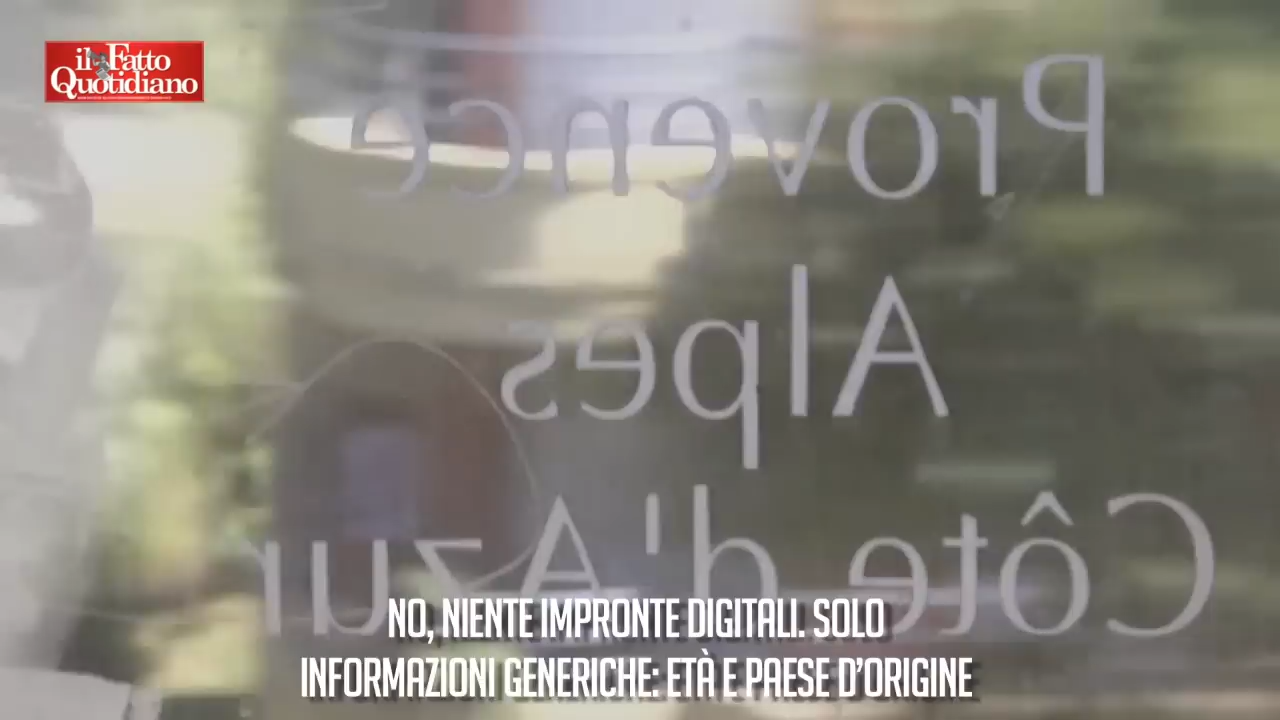 il Fatto
Quotidiano
Provence
Alpes
Côte d'Azur
NO, NIENTE IMPRONTE DIGITALI. SOLO
INFORMAZIONI GENERICHE: ETÀ E PAESE D'ORIGINE